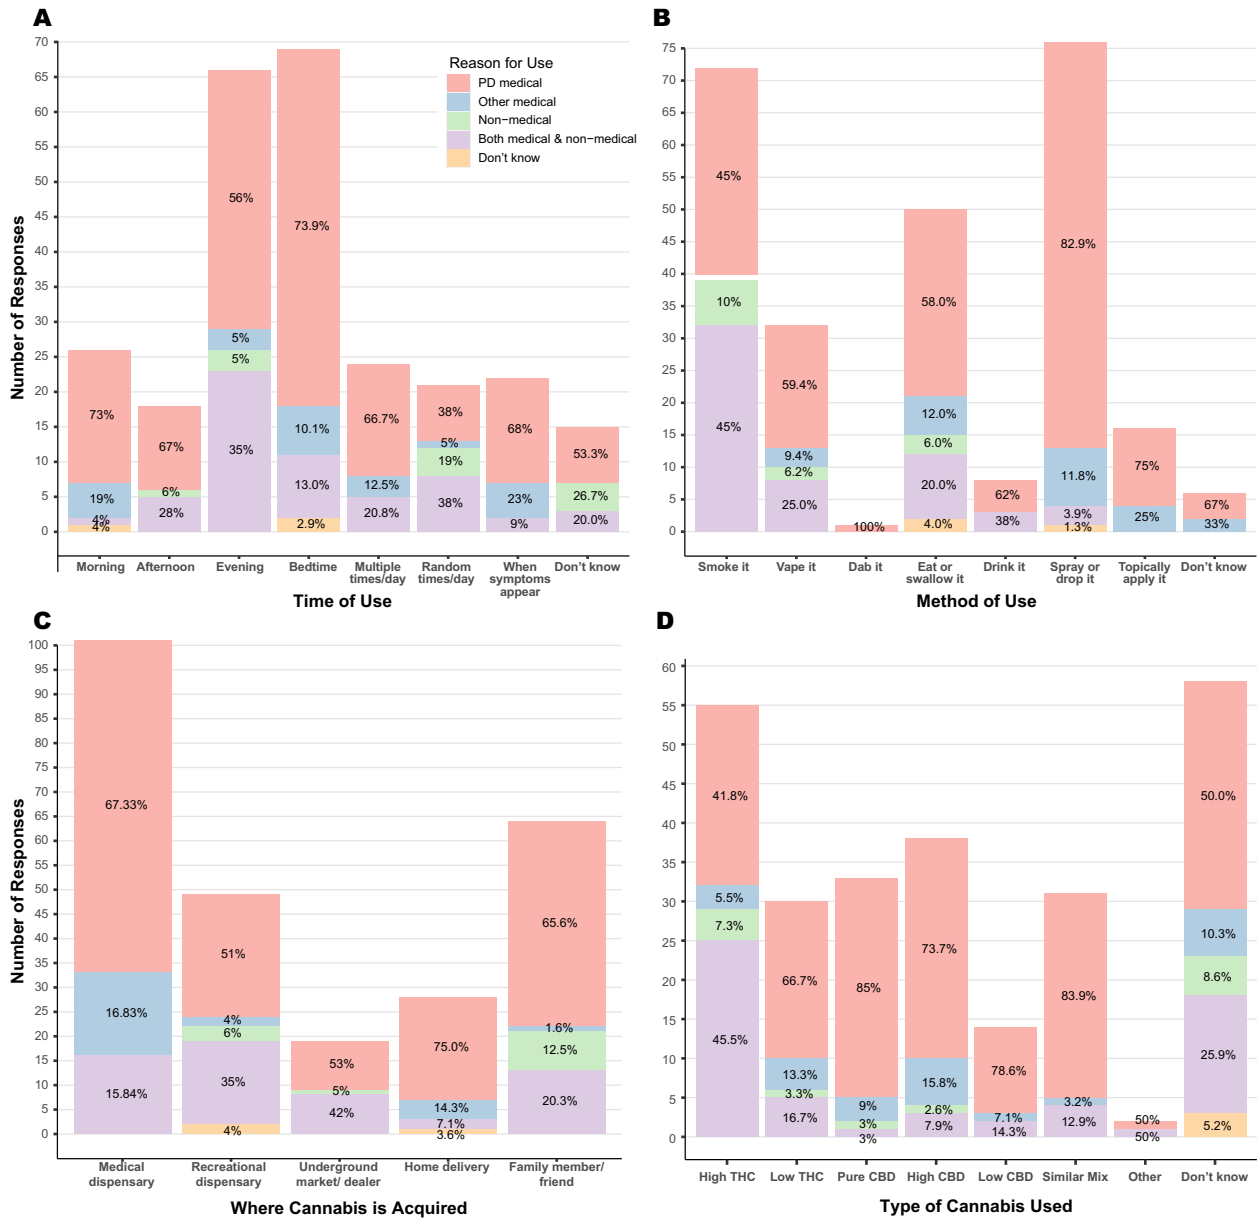 A
70
65
60
55
50
45
40
35
30
25
20
15
10
5
0
Number of Responses
Reason for Use
PD medical
Other medical
Non−medical
Both medical & non−medical
Don't know
73%
19%
4%
4%
67%
6%
28%
56%
5%
5%
35%
73.9%
10.1%
13.0%
2.9%
66.7%
12.5%
20.8%
38%
5%
19%
38%
68%
23%
9%
53.3%
26.7%
20.0%
Morning
Afternoon
Evening
Bedtime
Multiple
times/day
Random
times/day
When
symptoms
appear
Don't know
Time of Use
B
75
70
65
60
55
50
45
40
35
30
25
20
15
10
5
0
45%
10%
45%
59.4%
9.4%
6.2%
25.0%
100%
58.0%
12.0%
6.0%
20.0%
4.0%
62%
38%
82.9%
11.8%
3.9%
1.3%
75%
25%
67%
33%
Smoke it
Vape it
Dab it
Eat or
swallow it
Drink it
Spray or
drop it
Topically
apply it
Don't know
Method of Use
C
100
95
90
85
80
75
70
65
60
55
50
45
40
35
30
25
20
15
10
5
0
Number of Responses
67.33%
16.83%
15.84%
51%
4%
6%
35%
4%
53%
5%
42%
75.0%
14.3%
7.1%
3.6%
65.6%
1.6%
12.5%
20.3%
Medical
dispensary
Recreational
dispensary
Underground
market/ dealer
Home delivery
Family member/
friend
Where Cannabis is Acquired
D
60
55
50
45
40
35
30
25
20
15
10
5
0
41.8%
5.5%
7.3%
45.5%
66.7%
13.3%
3.3%
16.7%
85%
9%
3%
3%
73.7%
15.8%
2.6%
7.9%
78.6%
7.1%
14.3%
83.9%
3.2%
12.9%
50%
50%
50.0%
10.3%
8.6%
25.9%
5.2%
High THC
Low THC
Pure CBD
High CBD
Low CBD
Similar Mix
Other
Don't know
Type of Cannabis Used